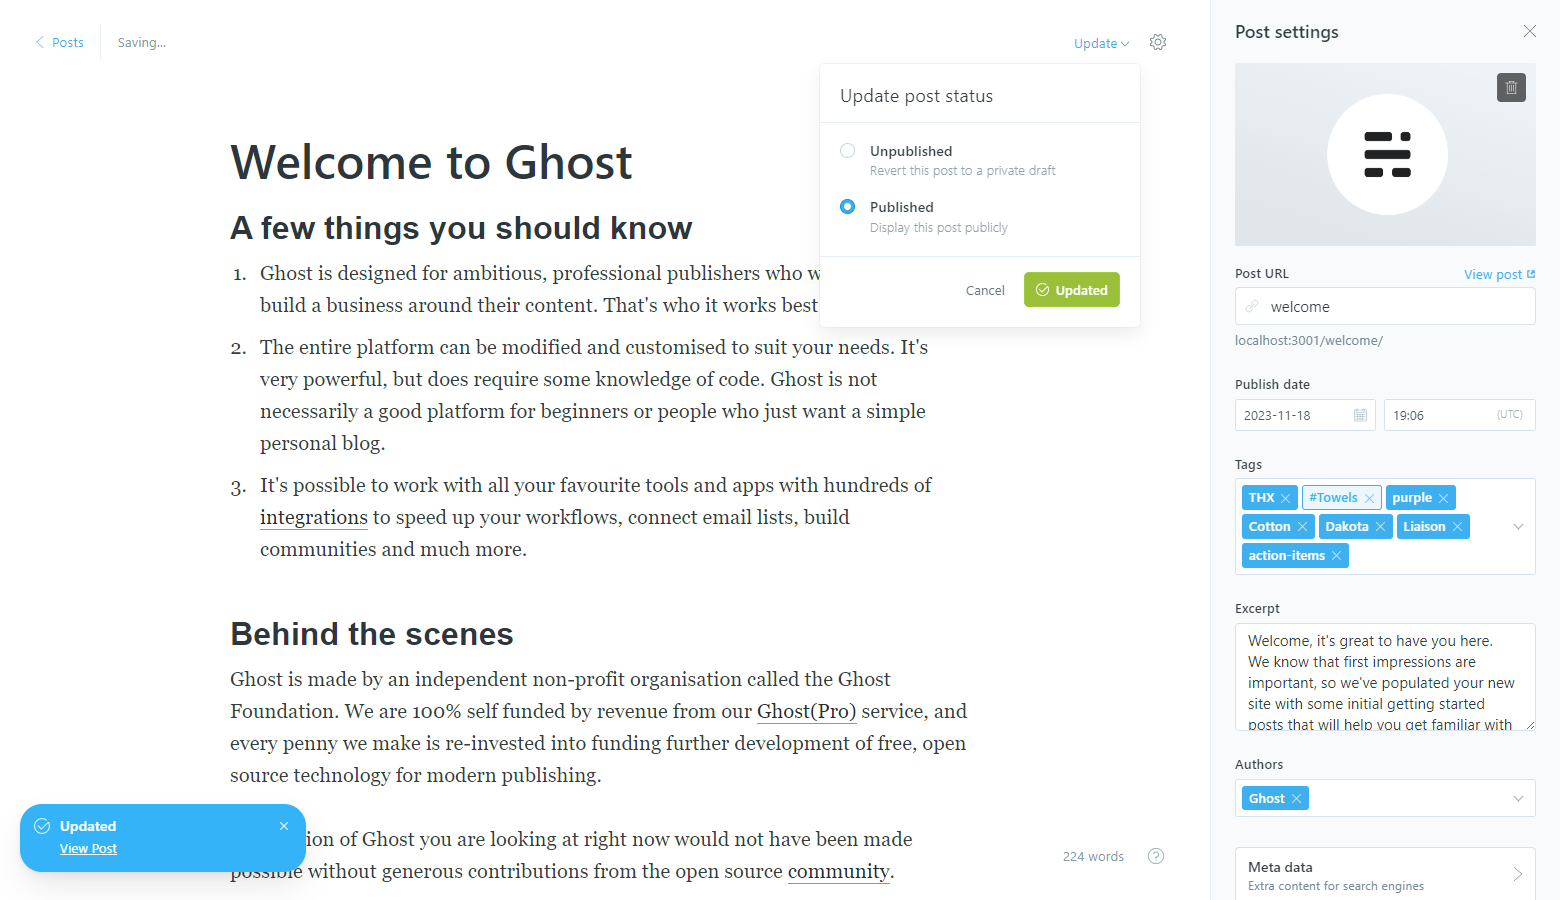 Posts
Saving...
Update
Update post status
Unpublished
Revert this post to a private draft
Published
Display this post publicly
Cancel
Updated
Welcome to Ghost
A few things you should know
1. Ghost is designed for ambitious, professional publishers who
build a business around their content. That's who it works best
2. The entire platform can be modified and customised to suit your needs. It's
very powerful, but does require some knowledge of code. Ghost is not
necessarily a good platform for beginners or people who just want a simple
personal blog.
3. It's possible to work with all your favourite tools and apps with hundreds of
integrations to speed up your workflows, connect email lists, build
communities and much more.
Behind the scenes
Ghost is made by an independent non-profit organisation called the Ghost
Foundation. We are 100% self funded by revenue from our Ghost(Pro) service, and
every penny we make is re-invested into funding further development of free, open
source technology for modern publishing.
of Ghost you are looking at right now would not have been made
possible without generous contributions from the open source community.
Updated
View Post
224 words
Post settings
Post URL
View post
welcome
localhost:3001/welcome/
Publish date
2023-11-18
19:06
(UTC)
Tags
THX
#Towels
purple
Cotton
Dakota
Liaison
action-items
Excerpt
Welcome, it's great to have you here.
We know that first impressions are
important, so we've populated your new
site with some initial getting started
posts that will help you get familiar with
Authors
Ghost
Meta data
Extra content for search engines